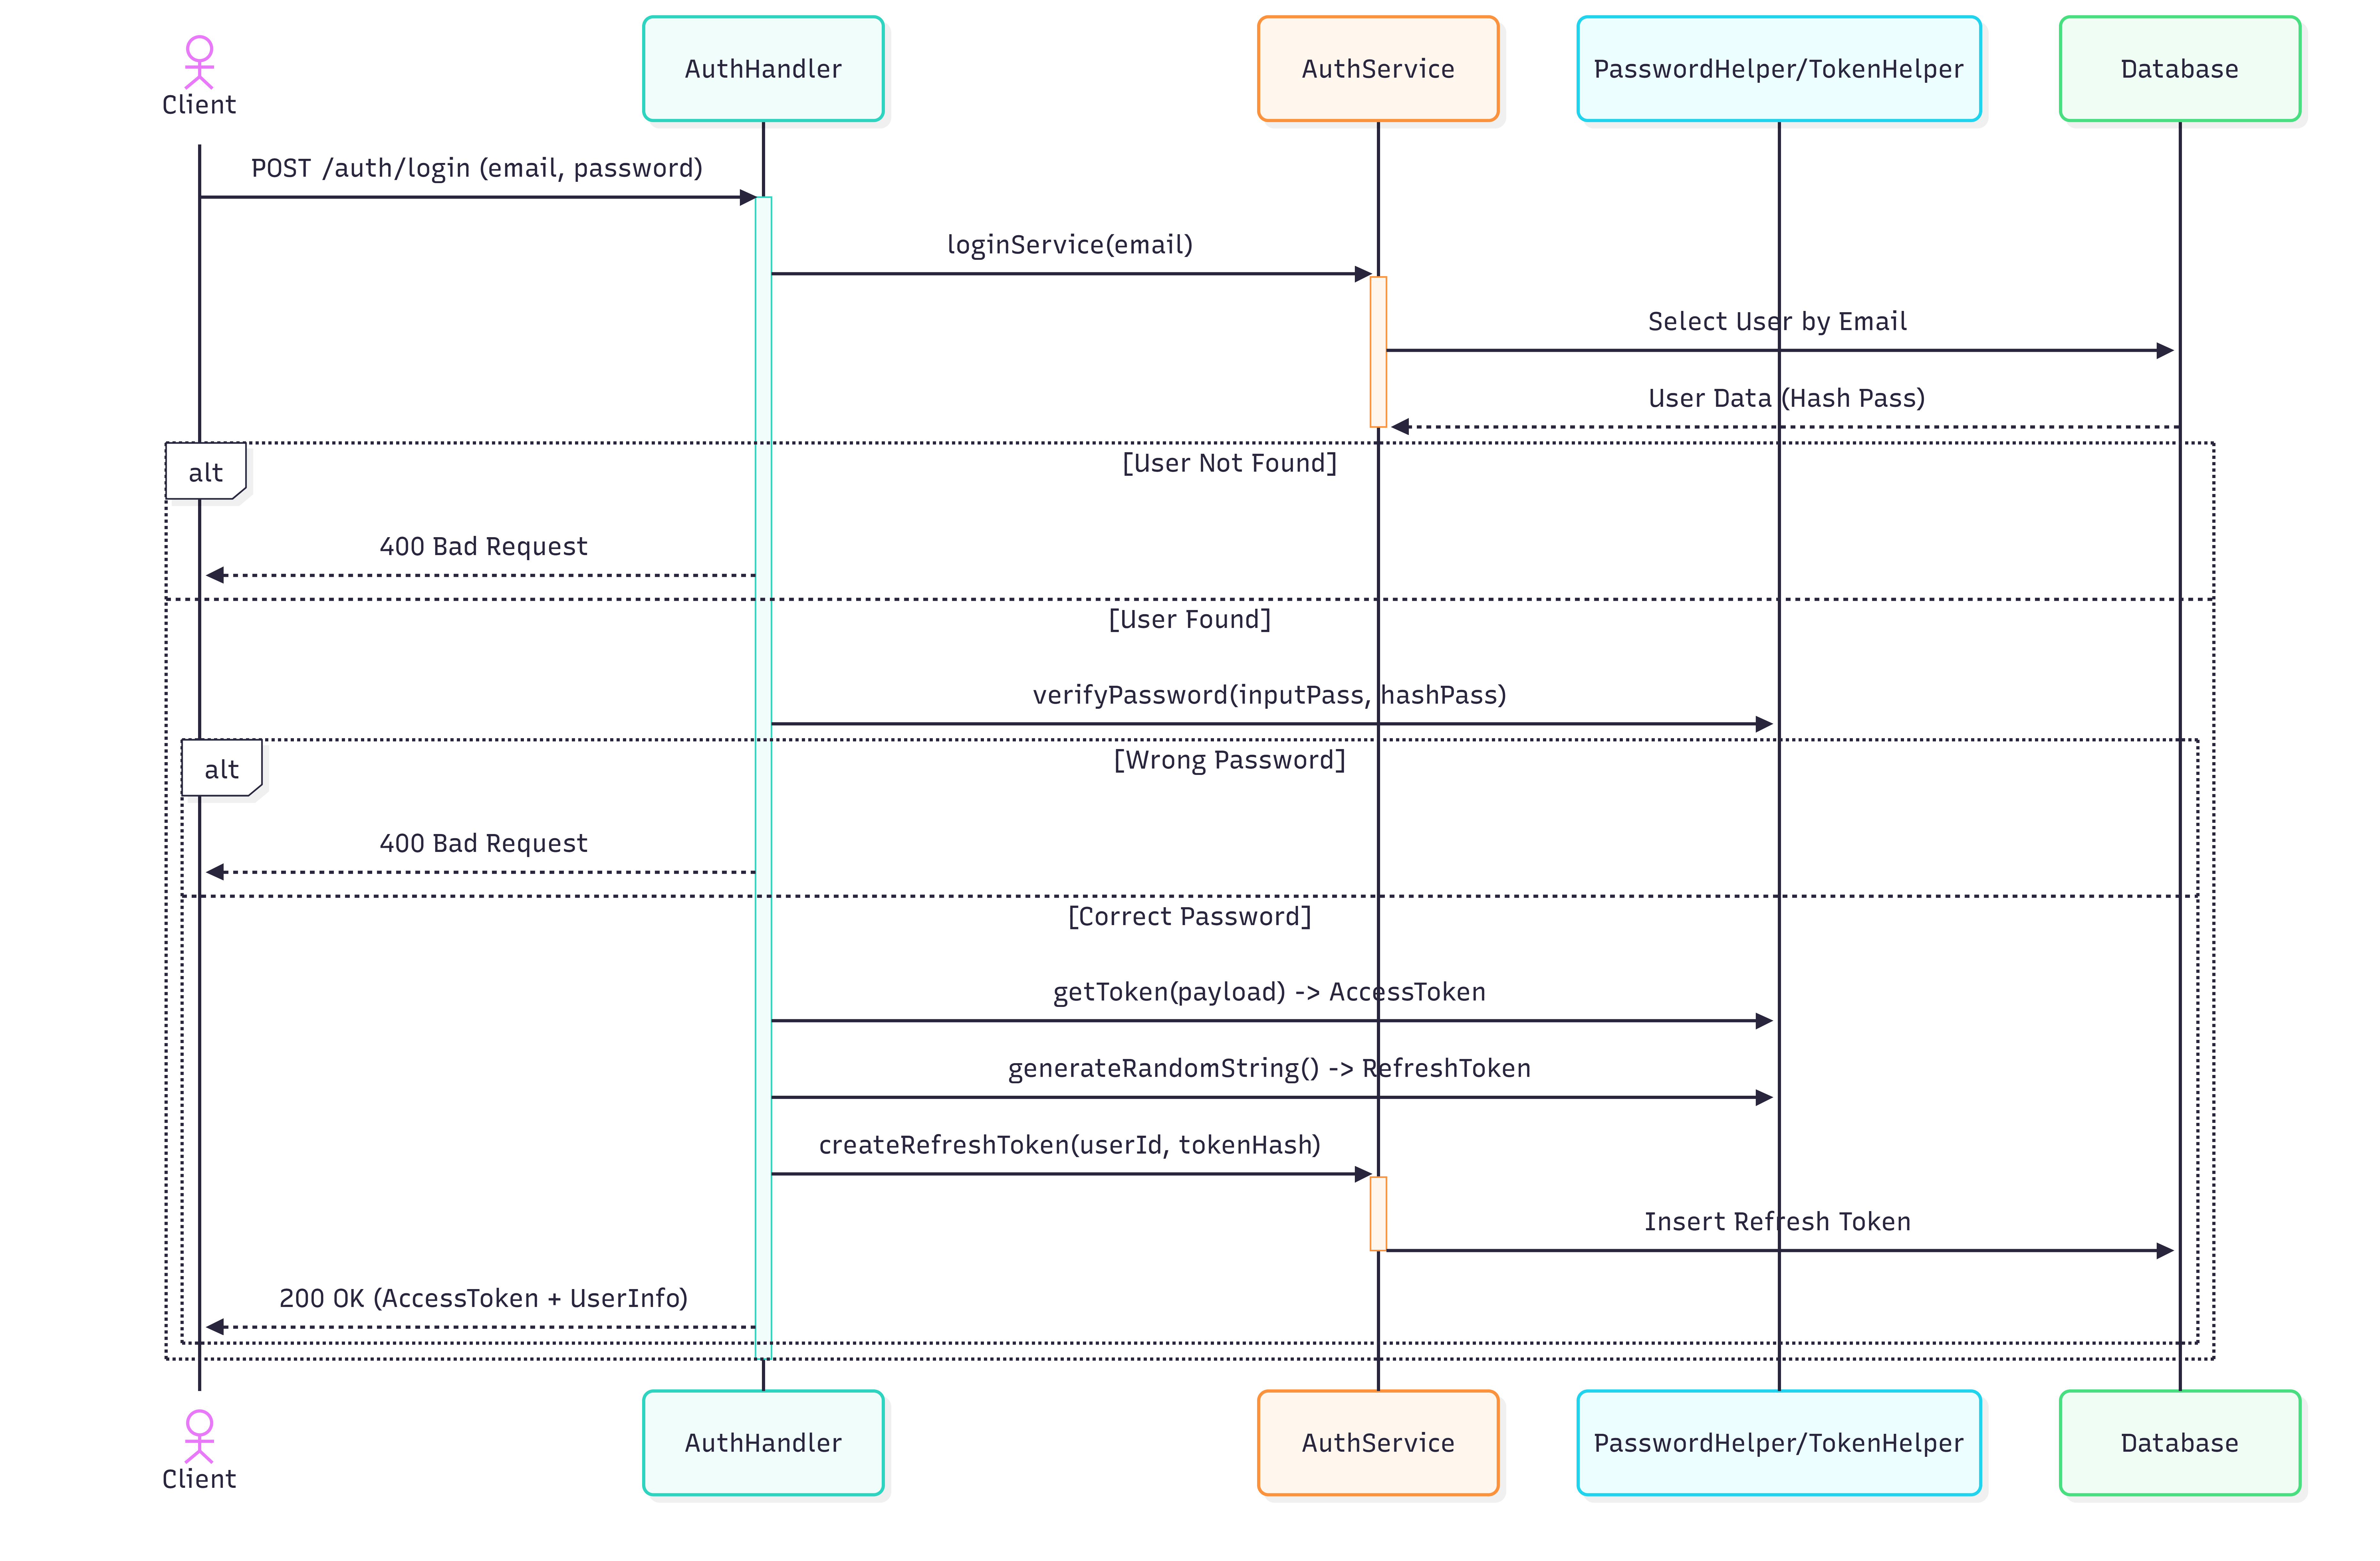 Client
AuthHandler
AuthService
PasswordHelper/TokenHelper
Database
POST /auth/login (email, password)
loginService(email)
Select User by Email
User Data (Hash Pass)
alt
[User Not Found]
400 Bad Request
[User Found]
verifyPassword(inputPass, hashPass)
alt
[Wrong Password]
400 Bad Request
[Correct Password]
getToken(payload) -> AccessToken
generateRandomString() -> RefreshToken
createRefreshToken(userId, tokenHash)
Insert Refresh Token
200 OK (AccessToken + UserInfo)
Client
AuthHandler
AuthService
PasswordHelper/TokenHelper
Database